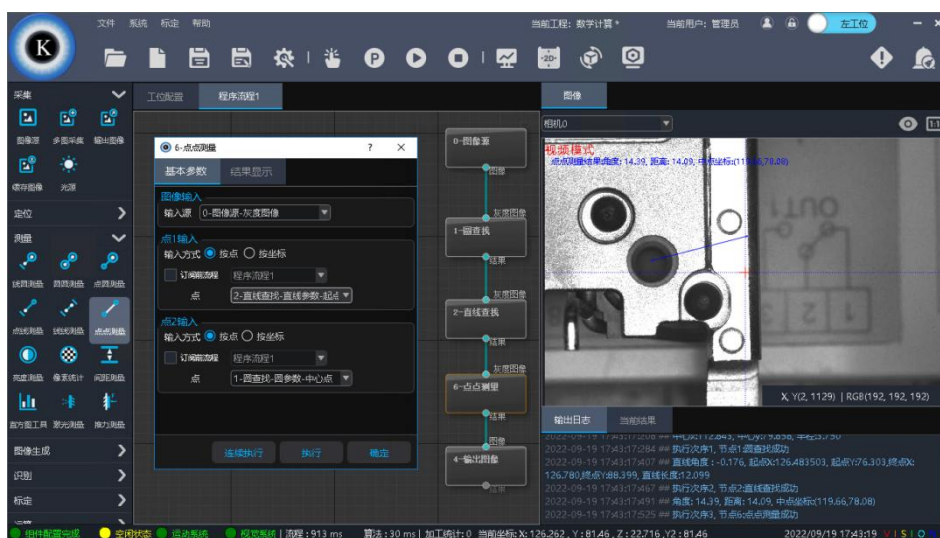 K
文件 系统 标定 帮助
当前工程: 数学计算*
当前用户: 管理员
左工位
采集
图像源 多图采集 输出图像
缓存图像 光源
定位
测量
线圆测量 圆圆测量 点圆测量
点线测量 线线测量 点点测量
亮度测量 像素统计 间距测量
直方图工具 激光测量 推力测量
图像生成
识别
标定
工位配置 程序流程1
6-点点测量 ? ×
基本参数 结果显示
图像输入
输入源 0-图像源-灰度图像
点1输入
输入方式 按点 按坐标
订阅前流程 程序流程1
点 2-直线查找-直线参数-起点
点2输入
输入方式 按点 按坐标
订阅前流程 程序流程1
点 1-圆查找-圆参数-中心点
连续执行 执行 确定
0-图像源
图像
灰度图像
1-圆查找
结果
灰度图像
2-直线查找
结果
灰度图像
6-点点测量
结果
图像
4-输出图像
结果
图像
相机0
1:1
视频模式
点点测量结果:角度: 14.39, 距离: 14.09, 中点坐标:(119.66,78.08)
OUT1
3 2 1
X, Y(2, 1129) | RGB(192, 192, 192)
输出日志 当前结果
2022-09-19 17:43:17:284 ## 执行次序1, 节点1圆查找成功
2022-09-19 17:43:17:407 ## 直线角度: -0.176, 起点X:126.483503, 起点Y:76.303,终点X:
126.780,终点Y:88.399, 直线长度:12.099
2022-09-19 17:43:17:467 ## 执行次序2, 节点2直线查找成功
2022-09-19 17:43:17:491 ## 角度: 14.39, 距离: 14.09, 中点坐标:(119.66,78.08)
2022-09-19 17:43:17:525 ## 执行次序3, 节点6点点测量成功
组件配置完成 空闲状态 运动系统 视觉系统 | 流程: 913 ms 算法: 30 ms | 加工统计: 0 当前坐标: X: 126.262 , Y : 81.46 , Z : 22.716 ,Y2 : 81.46 2022/09/19 17:43:19 V | S | O